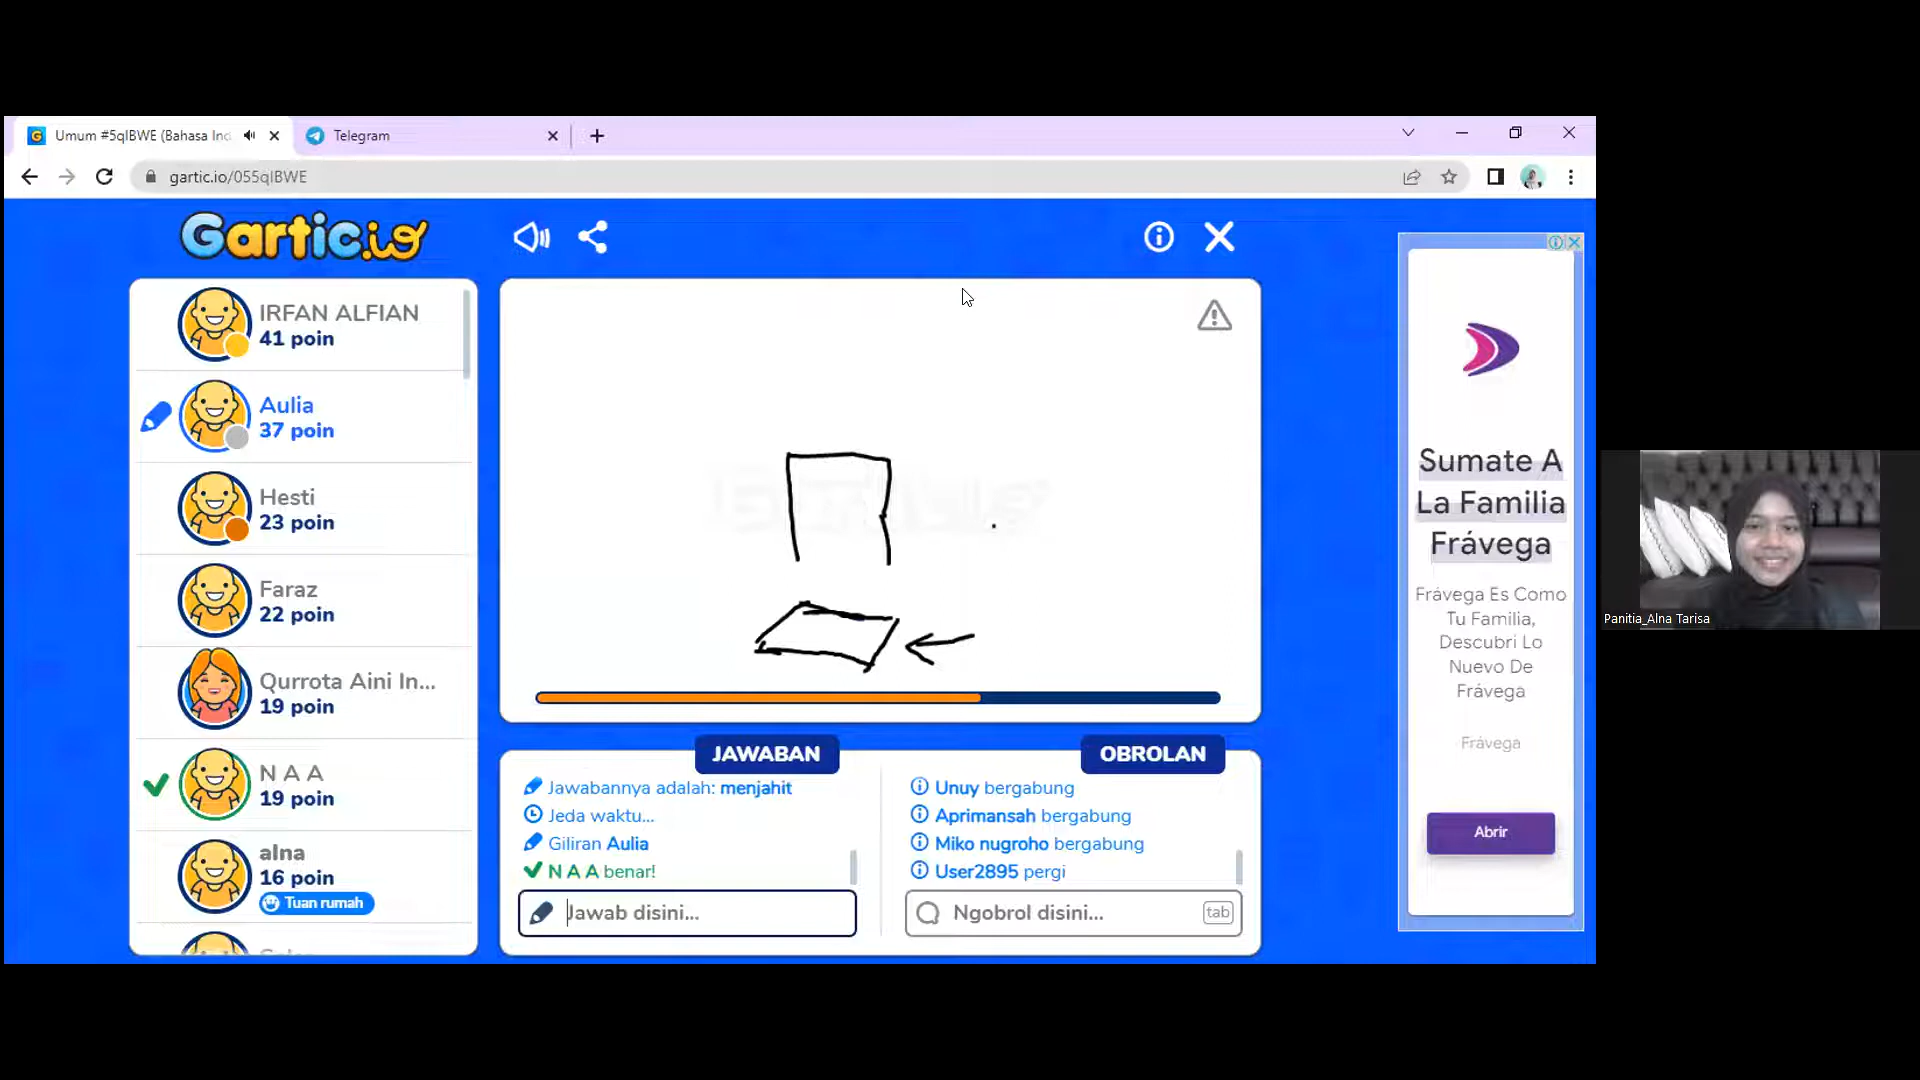 Umum #5qIBWE (Bahasa Ind
Telegram
gartic.io/055qIBWE
Gartic.io
IRFAN ALFIAN
41 poin
Aulia
37 poin
Hesti
23 poin
Faraz
22 poin
Qurrota Aini In...
19 poin
N A A
19 poin
alna
16 poin
Tuan rumah
JAWABAN
Jawabannya adalah: menjahit
Jeda waktu...
Giliran Aulia
N A A benar!
Jawab disini...
OBROLAN
Unuy bergabung
Aprimansah bergabung
Miko nugroho bergabung
User2895 pergi
Ngobrol disini...
tab
Sumate A
La Familia
Frávega
Frávega Es Como
Tu Familia,
Descubri Lo
Nuevo De
Frávega
Frávega
Abrir
Panitia_Alna Tarisa